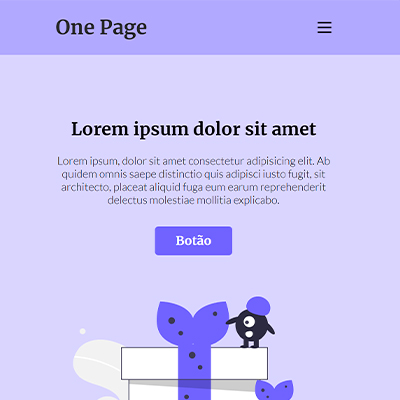 One Page
Lorem ipsum dolor sit amet
Lorem ipsum, dolor sit amet consectetur adipisicing elit. Ab
quidem omnis saepe distinctio quis adipisci iusto fugit, sit
architecto, placeat aliquid fuga eum earum reprehenderit
delectus molestiae mollitia explicabo.
Botão